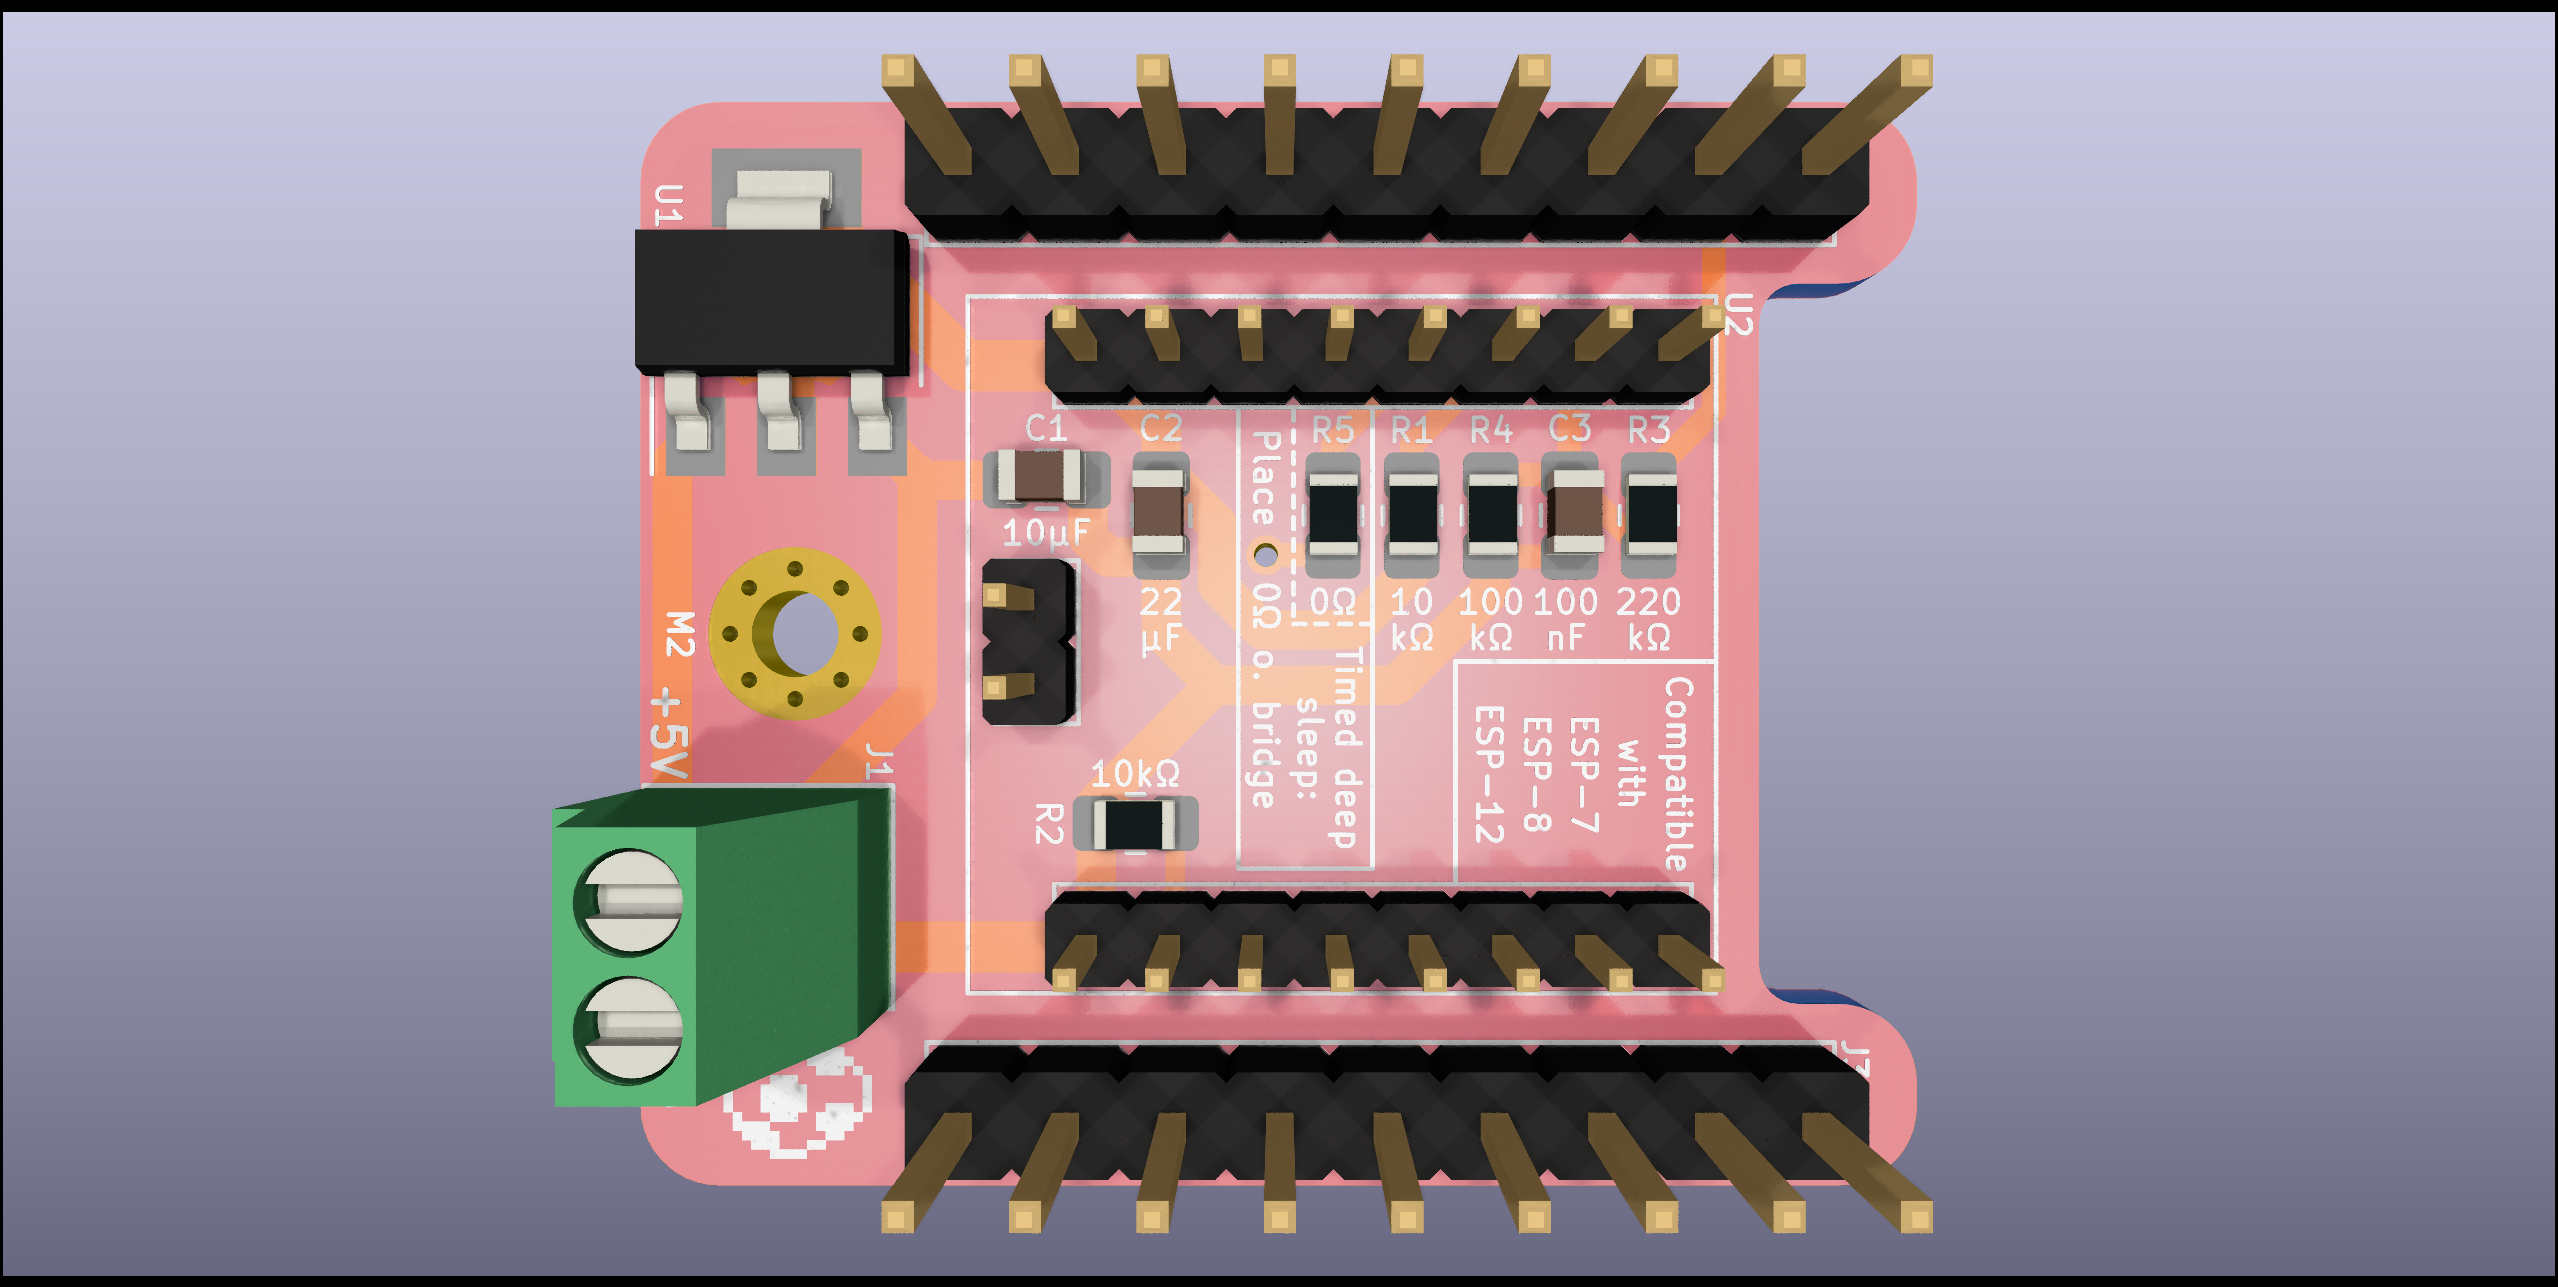 U1
U2
C1
C2
R5
R1
R4
C3
R3
10µF
22
µF
0Ω
10
kΩ
100
kΩ
100
nF
220
kΩ
Timed deep
sleep:
Place 0Ω o. bridge
Compatible
with
ESP-7
ESP-8
ESP-12
M2
+5V
J1
10kΩ
R2
J3